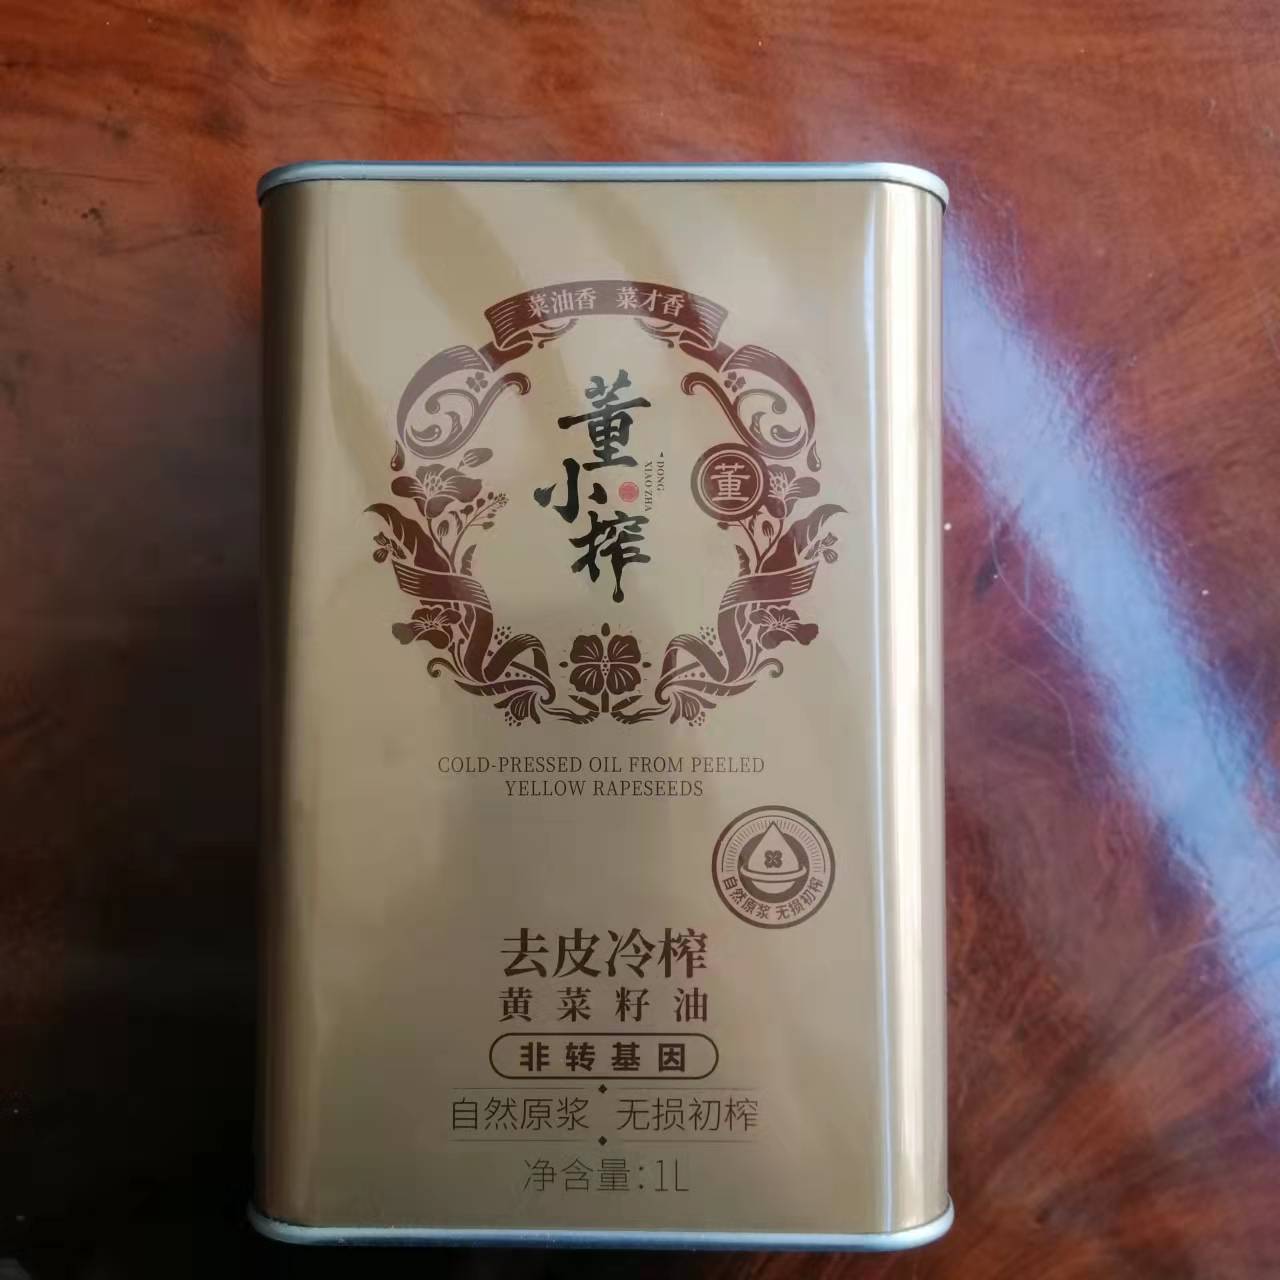 菜油香 菜才香
董小榨
DONG
XIAO ZHA
董
COLD-PRESSED OIL FROM PEELED
YELLOW RAPESEEDS
自然原浆 无损初榨
去皮冷榨
黄菜籽油
非转基因
自然原浆 无损初榨
净含量:1L